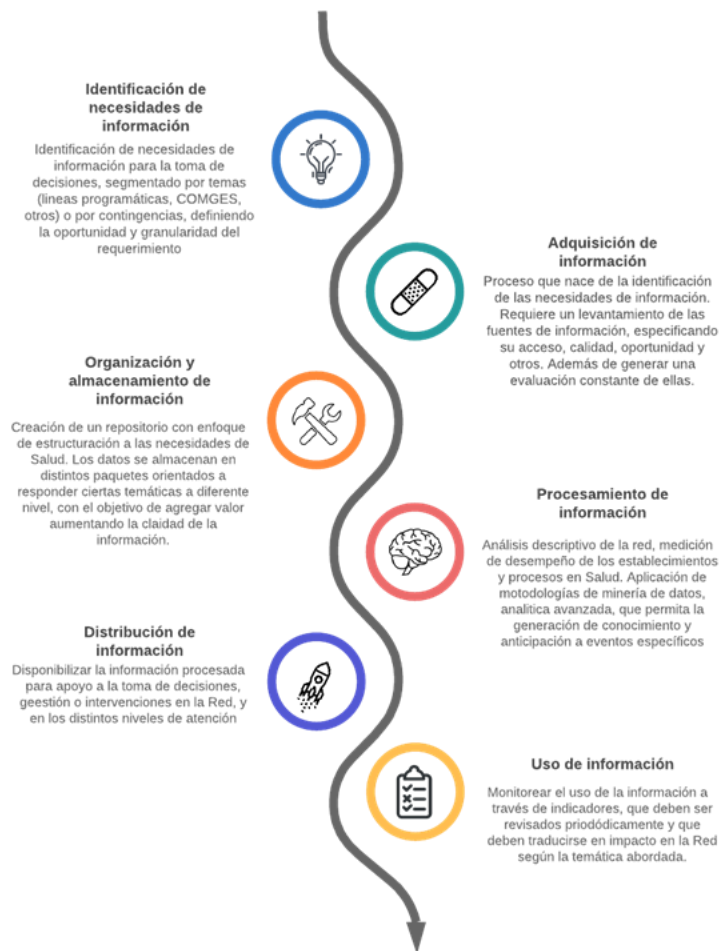 Identificación de
necesidades de
información
Identificación de necesidades de
información para la toma de
decisiones, segmentado por temas
(lineas programáticas, COMGES,
otros) o por contingencias, definiendo
la oportunidad y granularidad del
requerimiento
Adquisición de
información
Proceso que nace de la identificación
de las necesidades de información.
Requiere un levantamiento de las
fuentes de información, especificando
su acceso, calidad, oportunidad y
otros. Además de generar una
evaluación constante de ellas.
Organización y
almacenamiento de
información
Creación de un repositorio con enfoque
de estructuración a las necesidades de
Salud. Los datos se almacenan en
distintos paquetes orientados a
responder ciertas temáticas a diferente
nivel, con el objetivo de agregar valor
aumentando la claidad de la
información.
Procesamiento de
información
Análisis descriptivo de la red, medición
de desempeño de los establecimientos
y procesos en Salud. Aplicación de
motodologías de minería de datos,
analitica avanzada, que permita la
generación de conocimiento y
anticipación a eventos específicos
Distribución de
información
Disponibilizar la información procesada
para apoyo a la toma de decisiones,
geestión o intervenciones en la Red, y
en los distintos niveles de atención
Uso de información
Monitorear el uso de la información a
través de indicadores, que deben ser
revisados priodódicamente y que
deben traducirse en impacto en la Red
según la temática abordada.